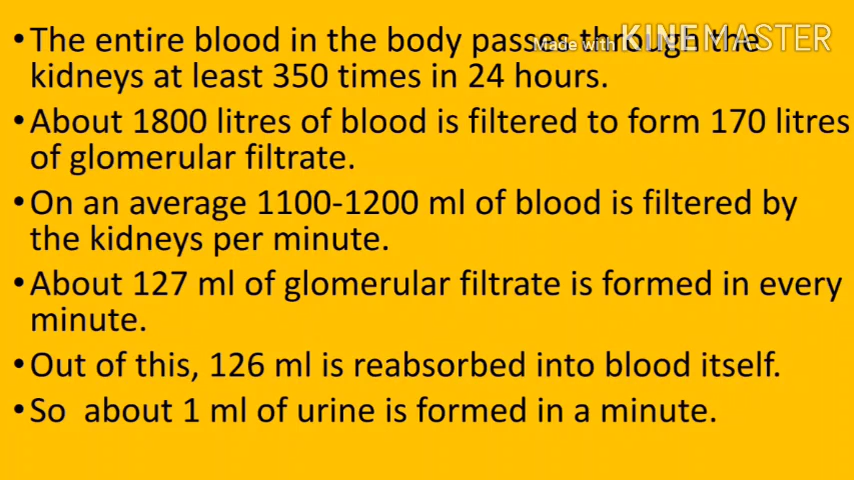 •The entire blood in the body passes through the
Made with KINEMASTER
kidneys at least 350 times in 24 hours.
•About 1800 litres of blood is filtered to form 170 litres
of glomerular filtrate.
•On an average 1100-1200 ml of blood is filtered by
the kidneys per minute.
•About 127 ml of glomerular filtrate is formed in every
minute.
•Out of this, 126 ml is reabsorbed into blood itself.
•So about 1 ml of urine is formed in a minute.